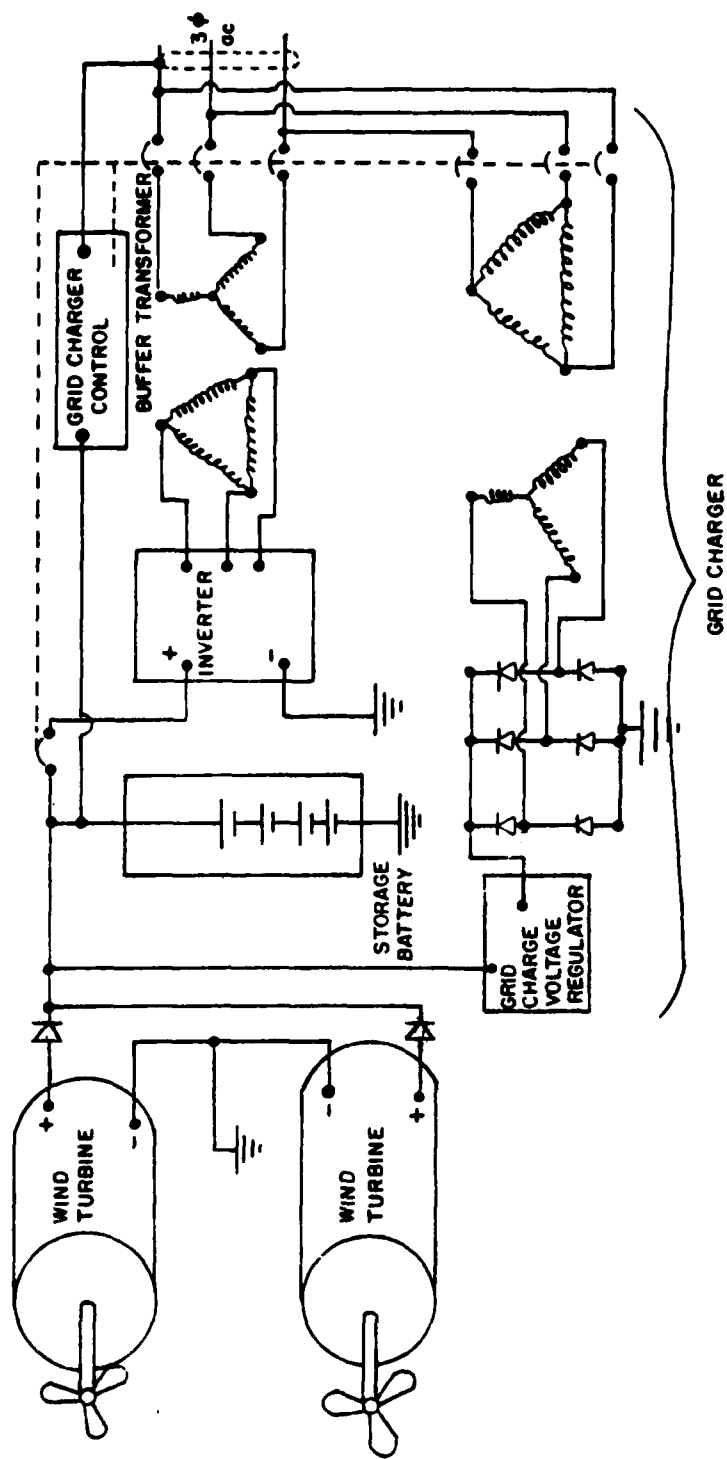 3ϕ
ac
GRID CHARGER
CONTROL
BUFFER TRANSFORMER
+
INVERTER
-
STORAGE
BATTERY
+
-
WIND
TURBINE
-
+
WIND
TURBINE
GRID
CHARGE
VOLTAGE
REGULATOR
GRID CHARGER